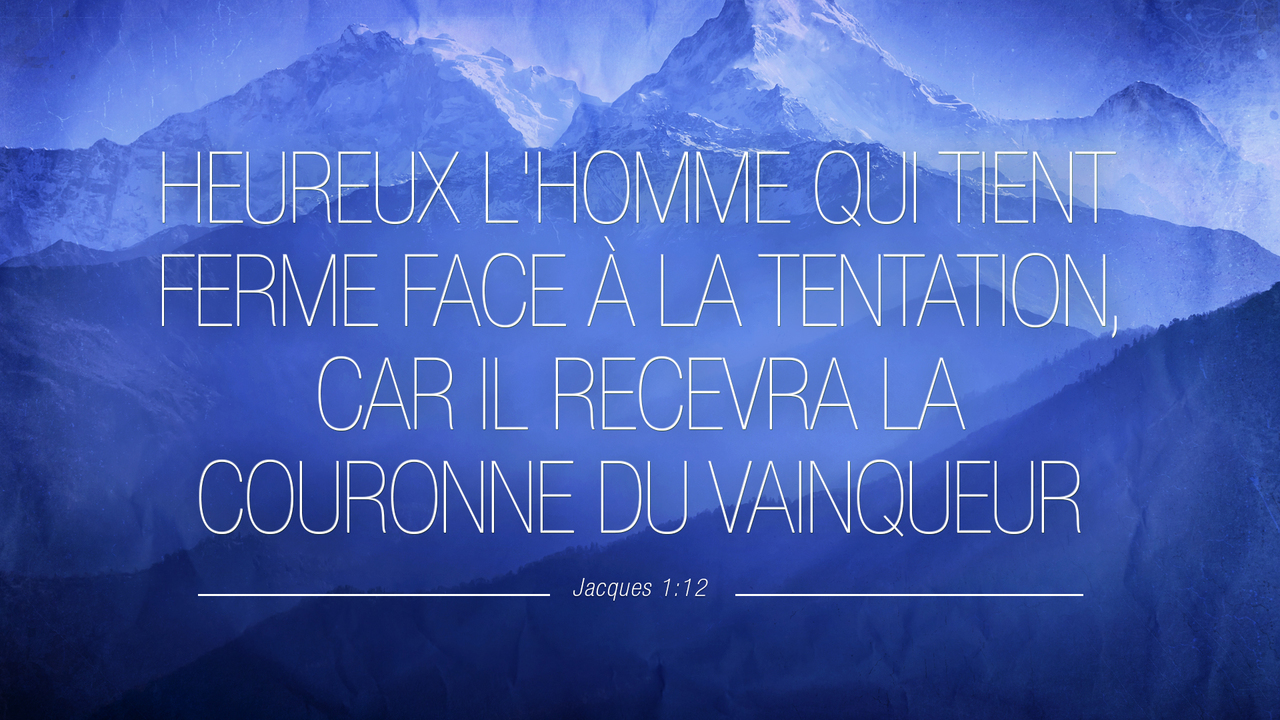 HEUREUX L'HOMME QUI TIENT
FERME FACE À LA TENTATION,
CAR IL RECEVRA LA
COURONNE DU VAINQUEUR
Jacques 1:12